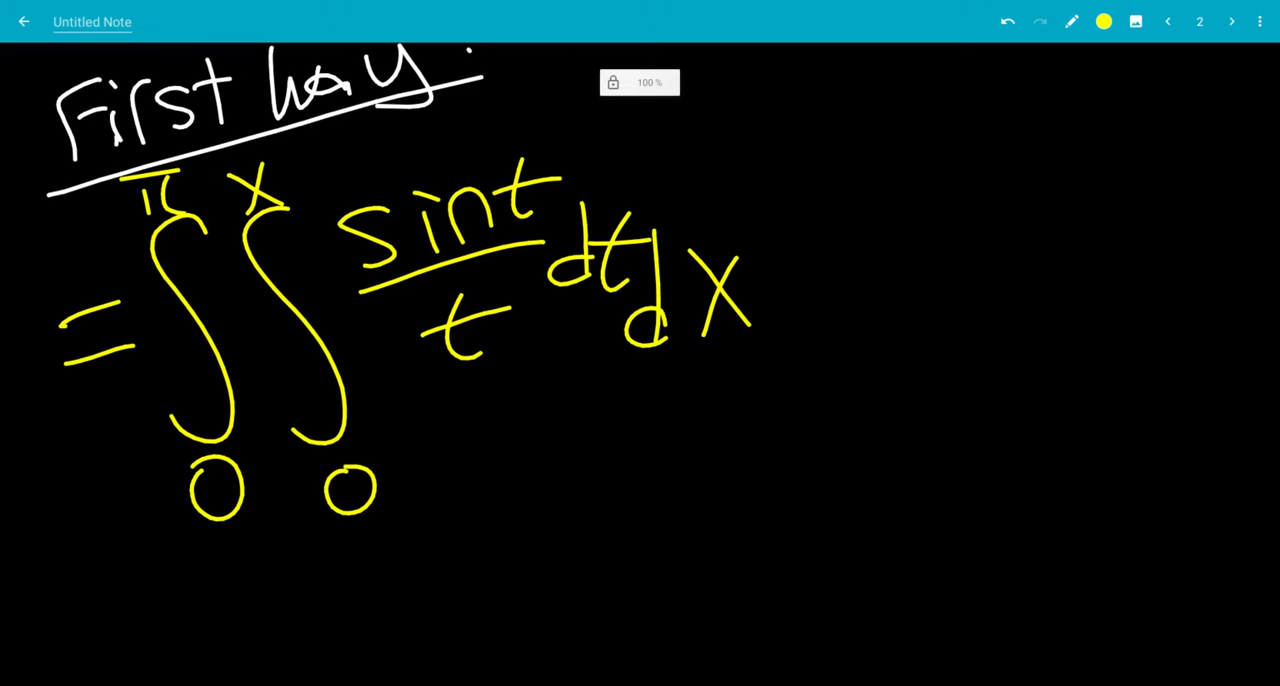 Untitled Note
2
100 %
First way.
= ∫₀^π ∫₀^x sint/t dt dx